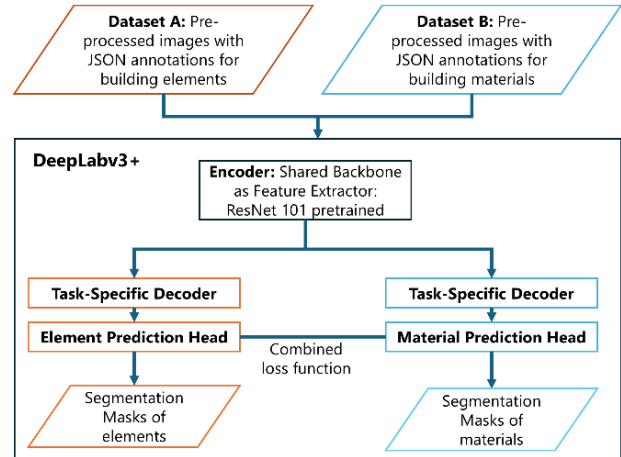 Dataset A: Pre-
processed images with
JSON annotations for
building elements
Dataset B: Pre-
processed images with
JSON annotations for
building materials
DeepLabv3+
Encoder: Shared Backbone
as Feature Extractor:
ResNet 101 pretrained
Task-Specific Decoder
Task-Specific Decoder
Element Prediction Head
Combined
loss function
Material Prediction Head
Segmentation
Masks of
elements
Segmentation
Masks of
materials